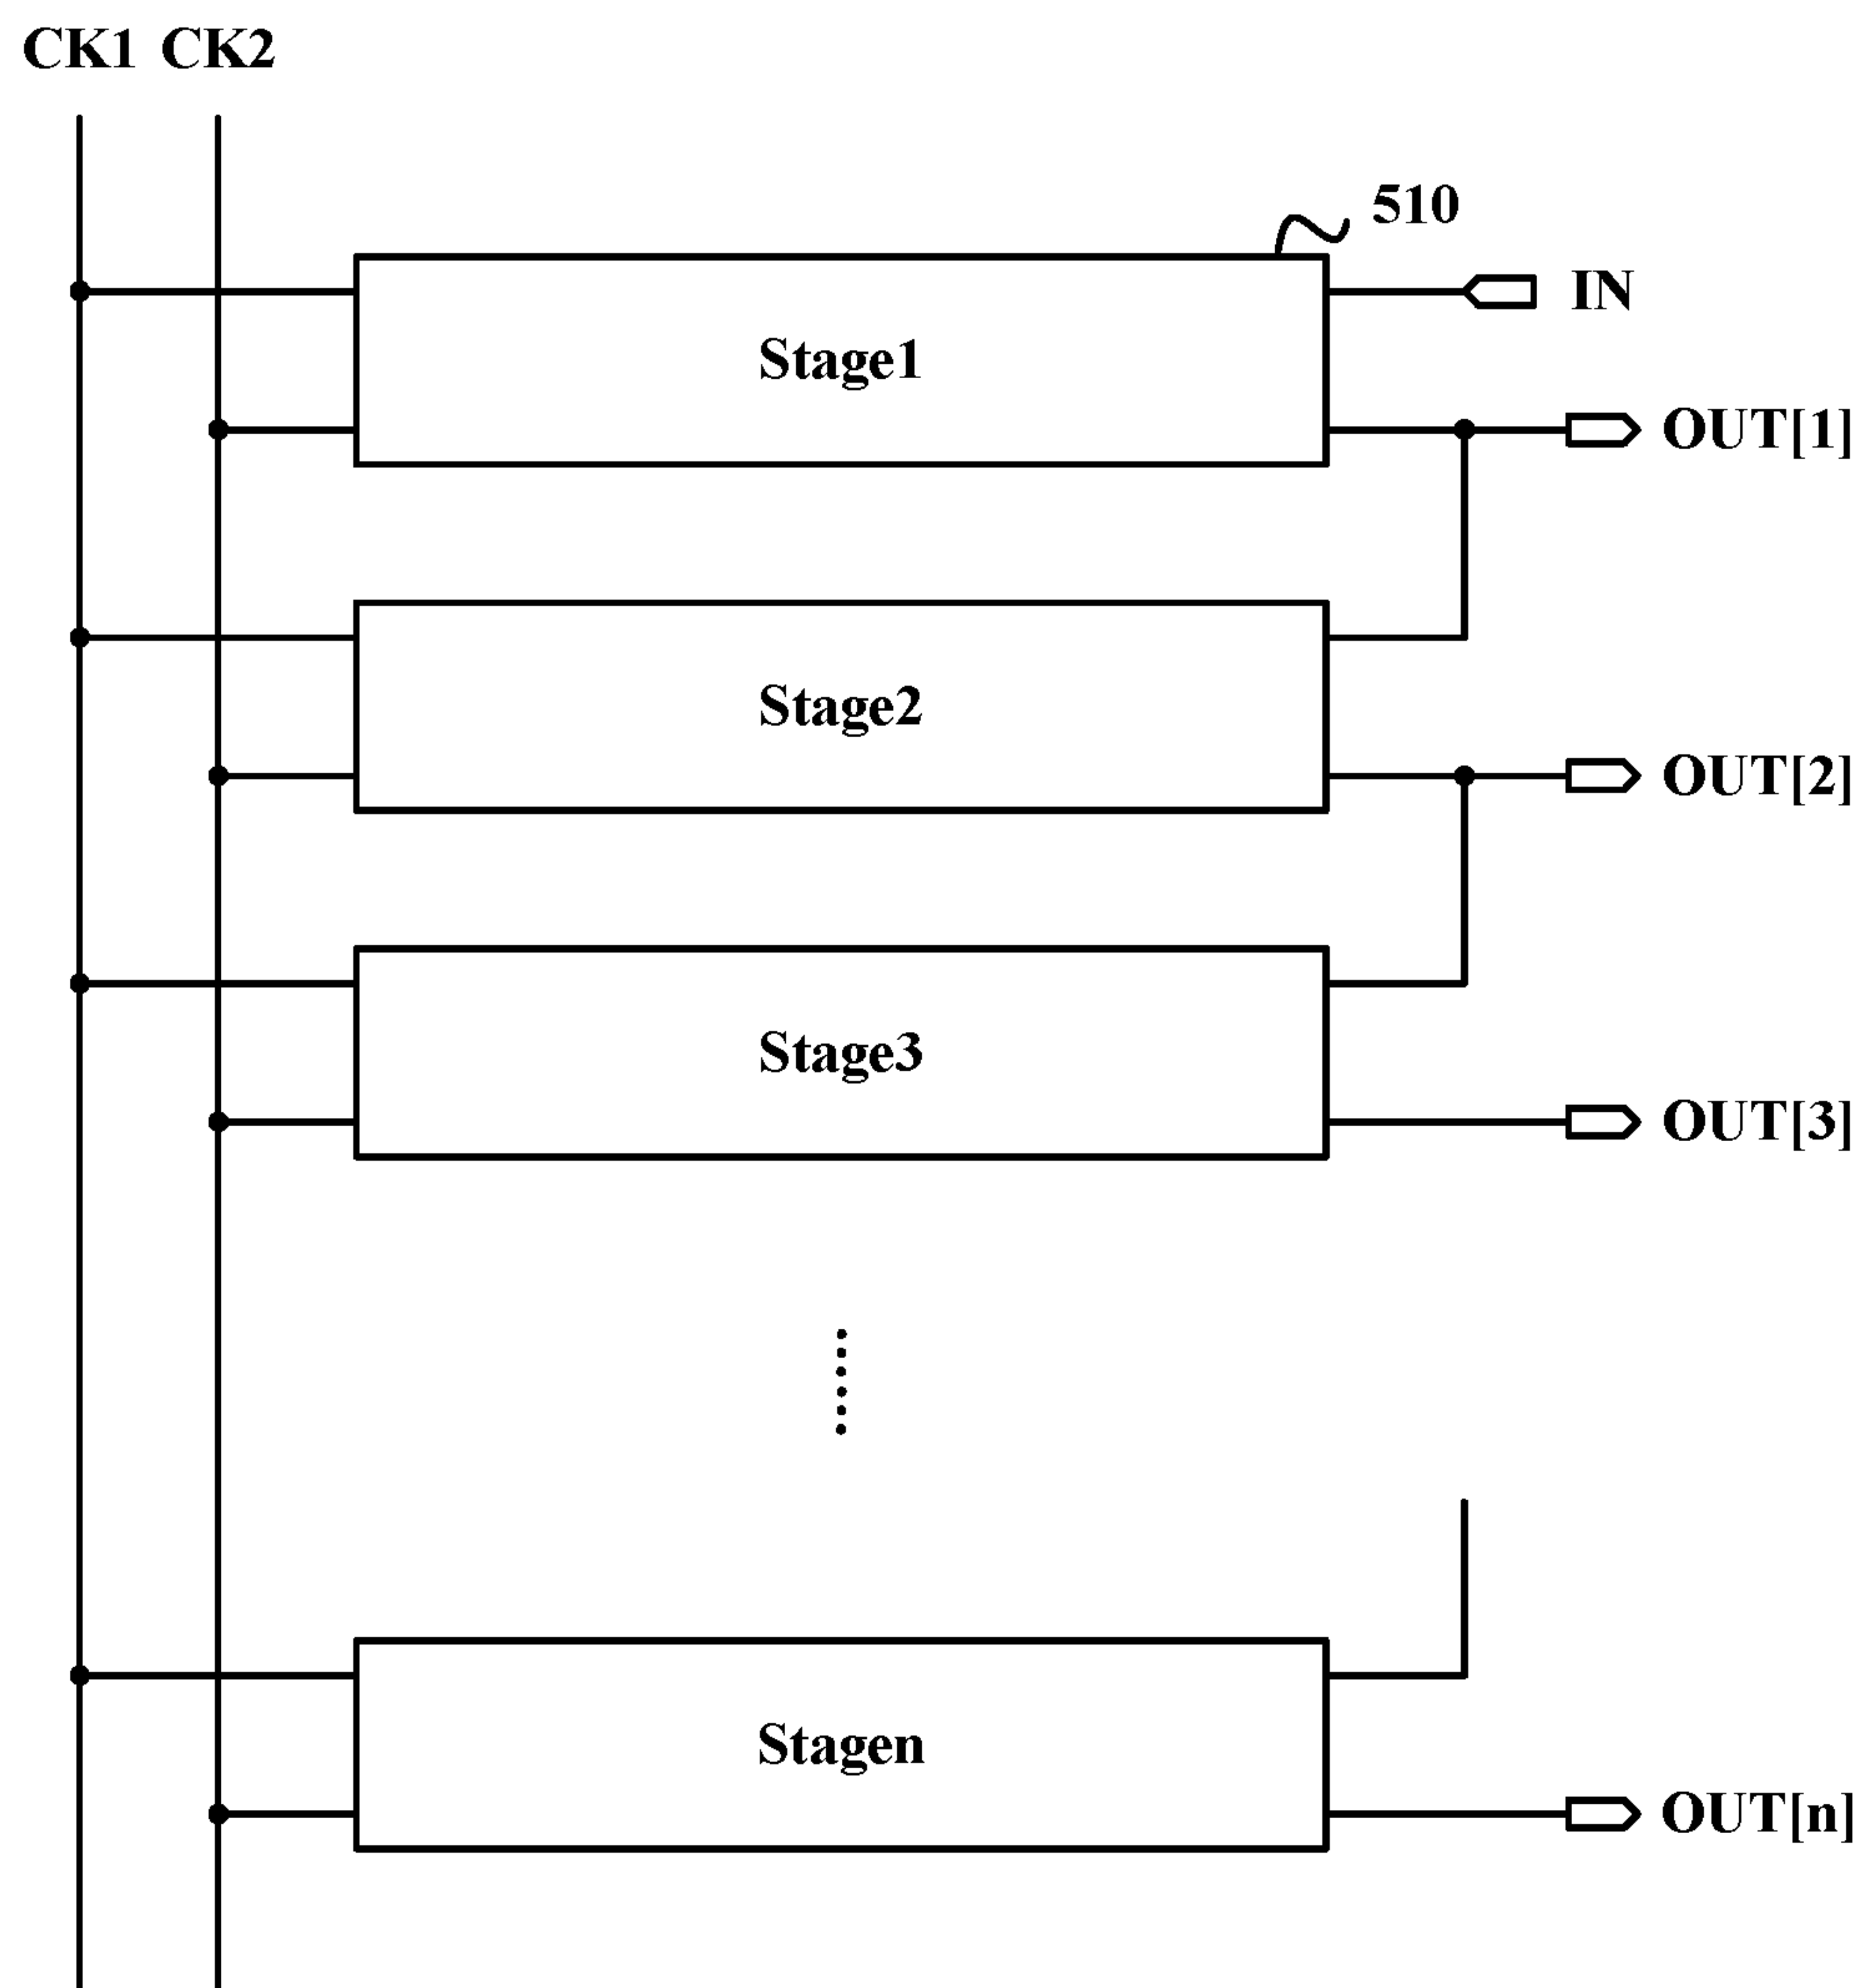 CK1 CK2
510
IN
Stage1
OUT[1]
Stage2
OUT[2]
Stage3
OUT[3]
Stagen
OUT[n]